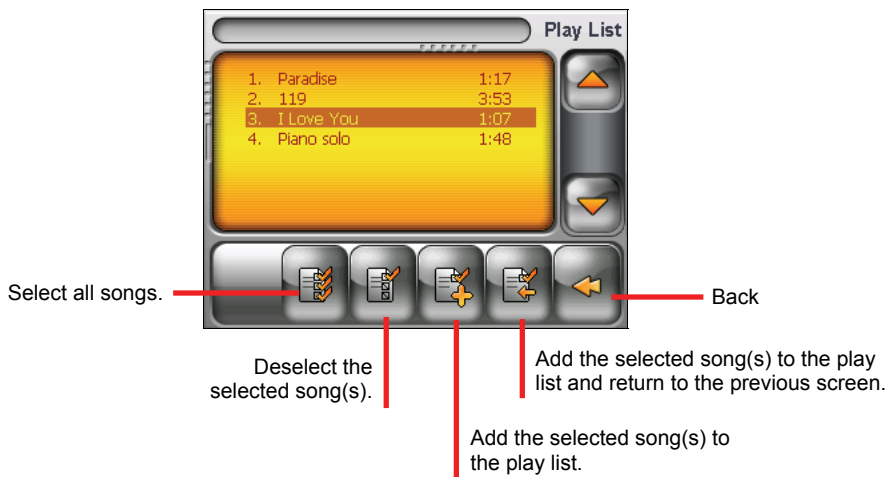 Play List
1. Paradise 1:17
2. 119 3:53
3. I Love You 1:07
4. Piano solo 1:48
Select all songs.
Back
Deselect the
selected song(s).
Add the selected song(s) to the play
list and return to the previous screen.
Add the selected song(s) to
the play list.